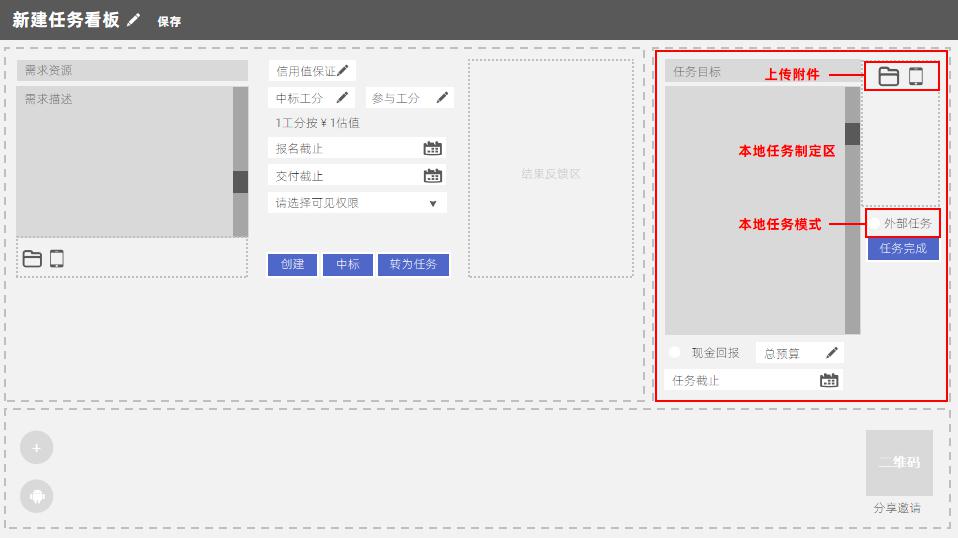 新建任务看板 保存
需求资源
需求描述
信用值保证
中标工分 参与工分
1工分按￥1估值
报名截止
交付截止
请选择可见权限
创建 中标 转为任务
结果反馈区
任务目标
上传附件
本地任务制定区
本地任务模式
外部任务
任务完成
现金回报 总预算
任务截止
+
二维码
分享邀请